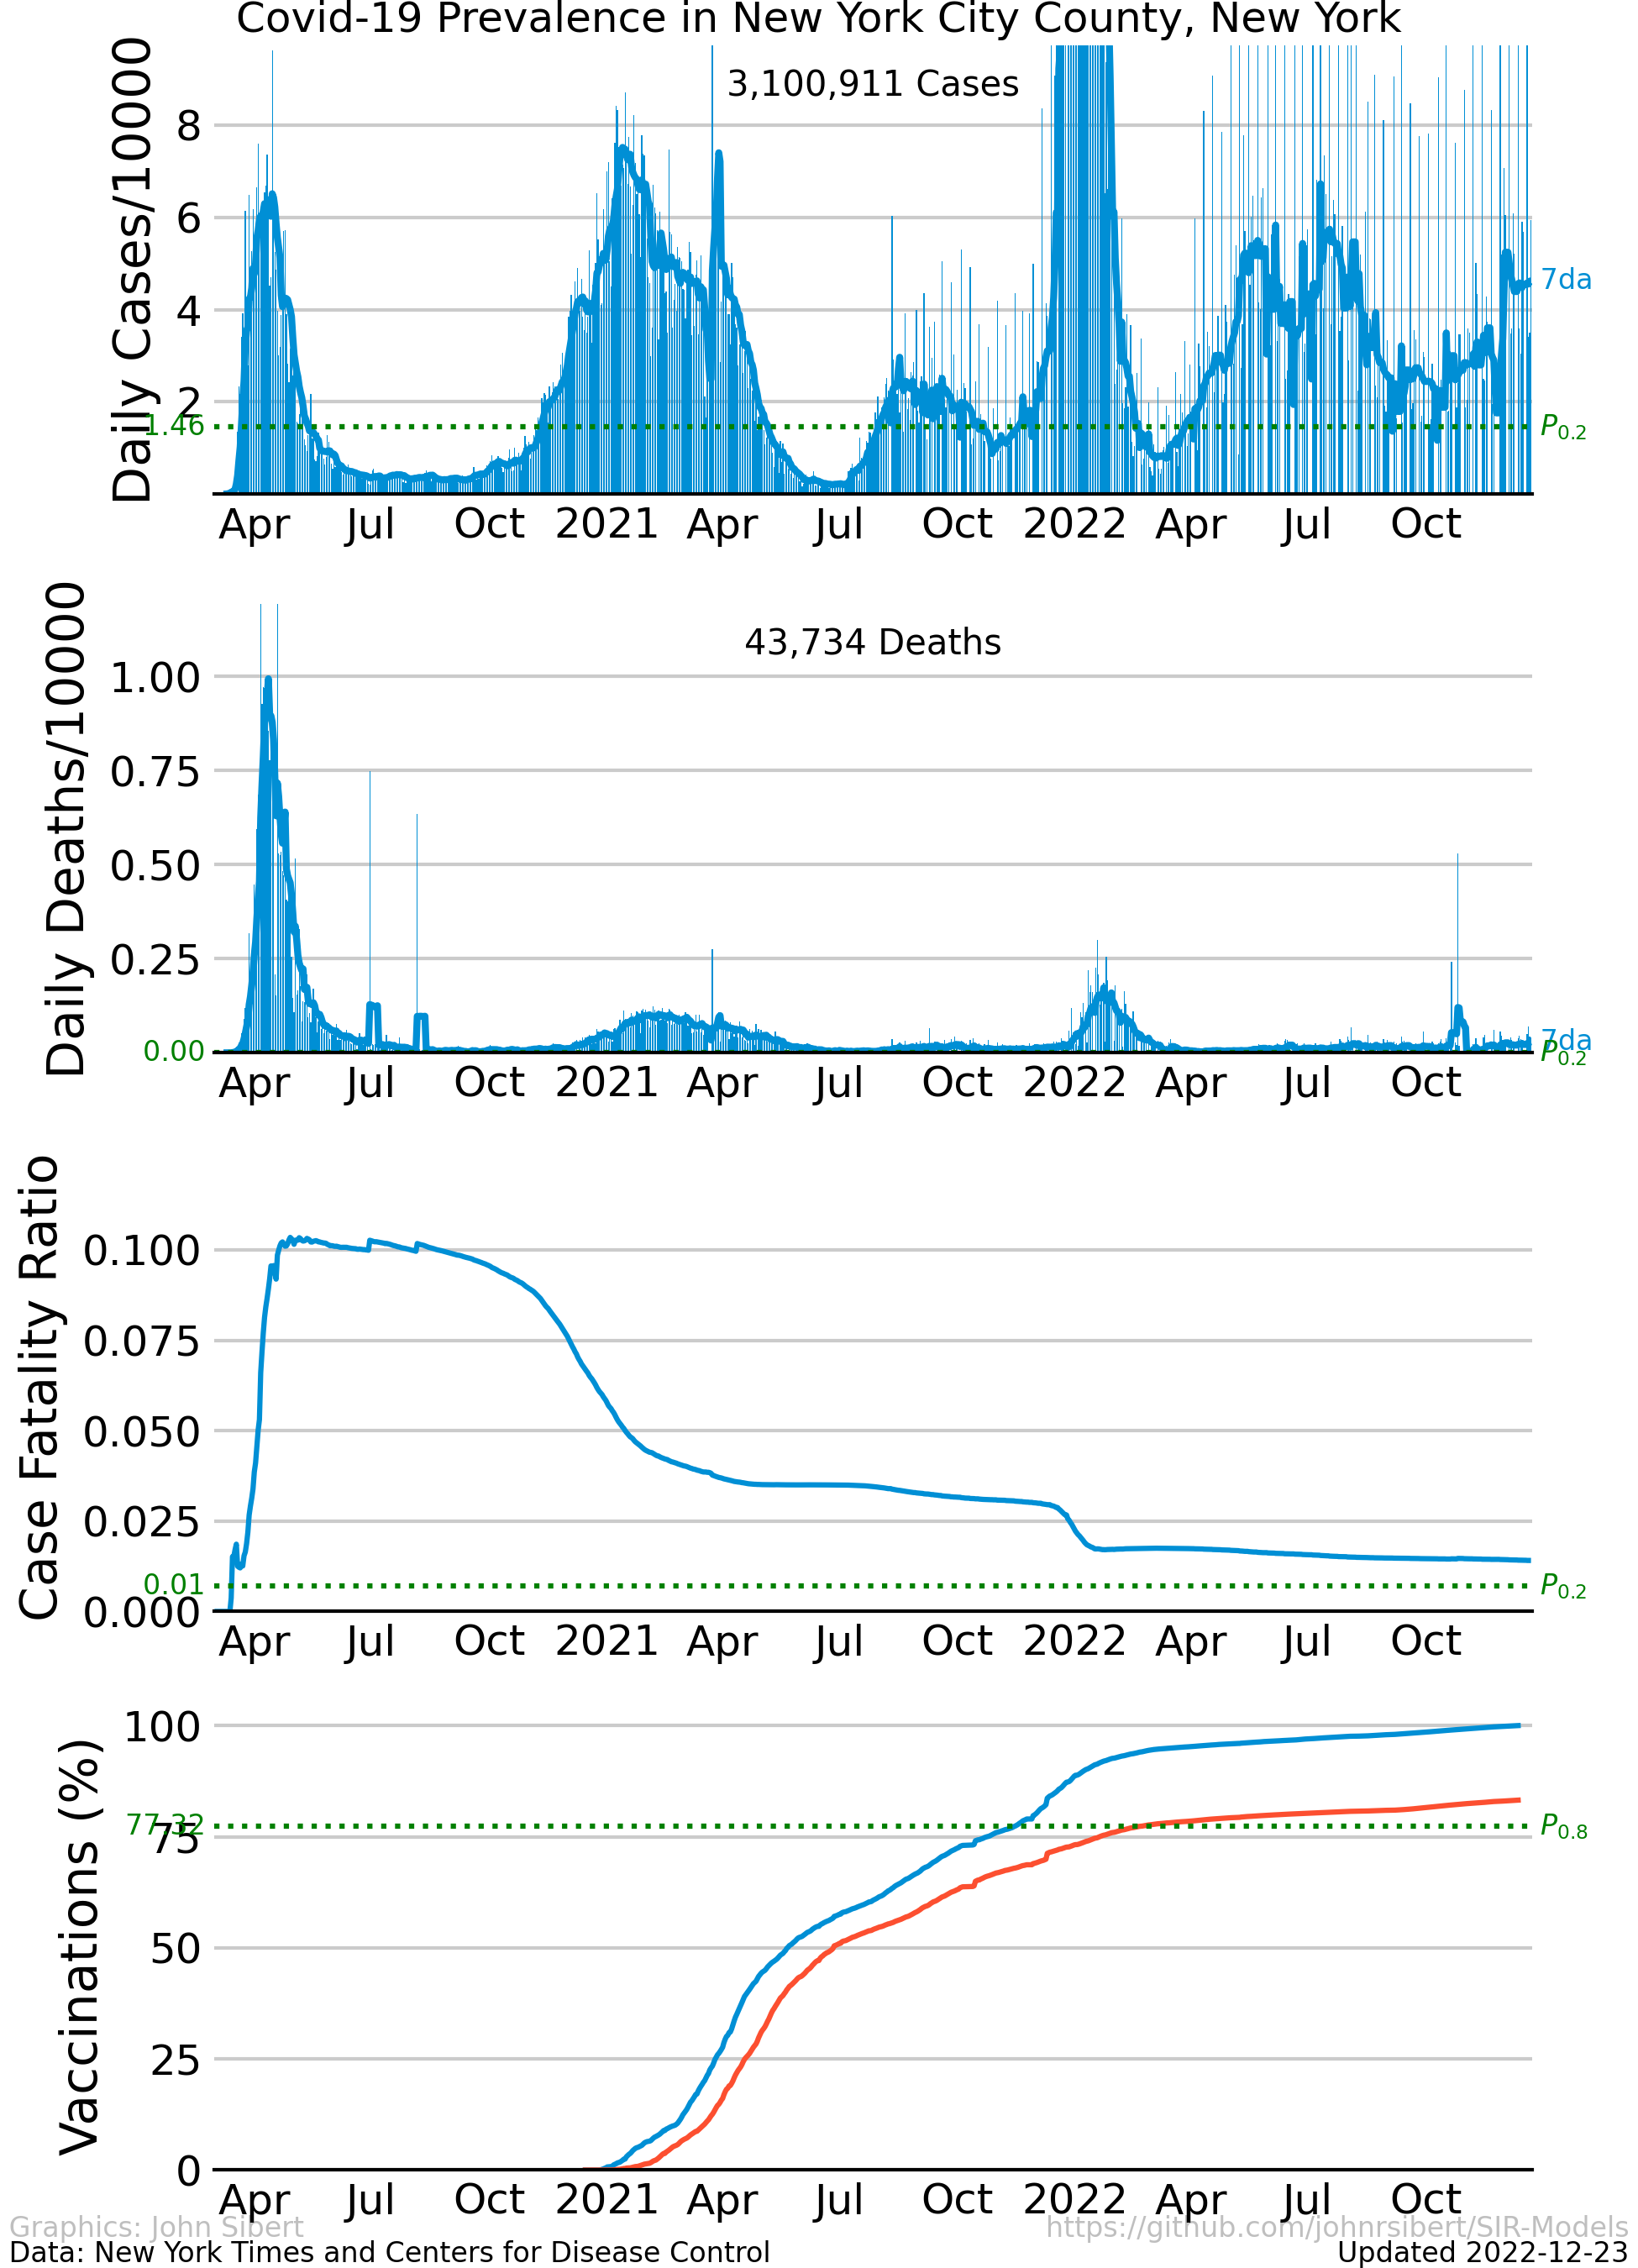 Covid-19 Prevalence in New York City County, New York
3,100,911 Cases
Daily Cases/10000
8
6
4
2
1.46
7da
P0.2
Apr Jul Oct 2021 Apr Jul Oct 2022 Apr Jul Oct
43,734 Deaths
Daily Deaths/10000
1.00
0.75
0.50
0.25
0.00
7da
P0.2
Apr Jul Oct 2021 Apr Jul Oct 2022 Apr Jul Oct
Case Fatality Ratio
0.100
0.075
0.050
0.025
0.01
0.000
P0.2
Apr Jul Oct 2021 Apr Jul Oct 2022 Apr Jul Oct
Vaccinations (%)
100
77.32
75
50
25
0
P0.8
Apr Jul Oct 2021 Apr Jul Oct 2022 Apr Jul Oct
Graphics: John Sibert https://github.com/johnrsibert/SIR-Models
Data: New York Times and Centers for Disease Control Updated 2022-12-23